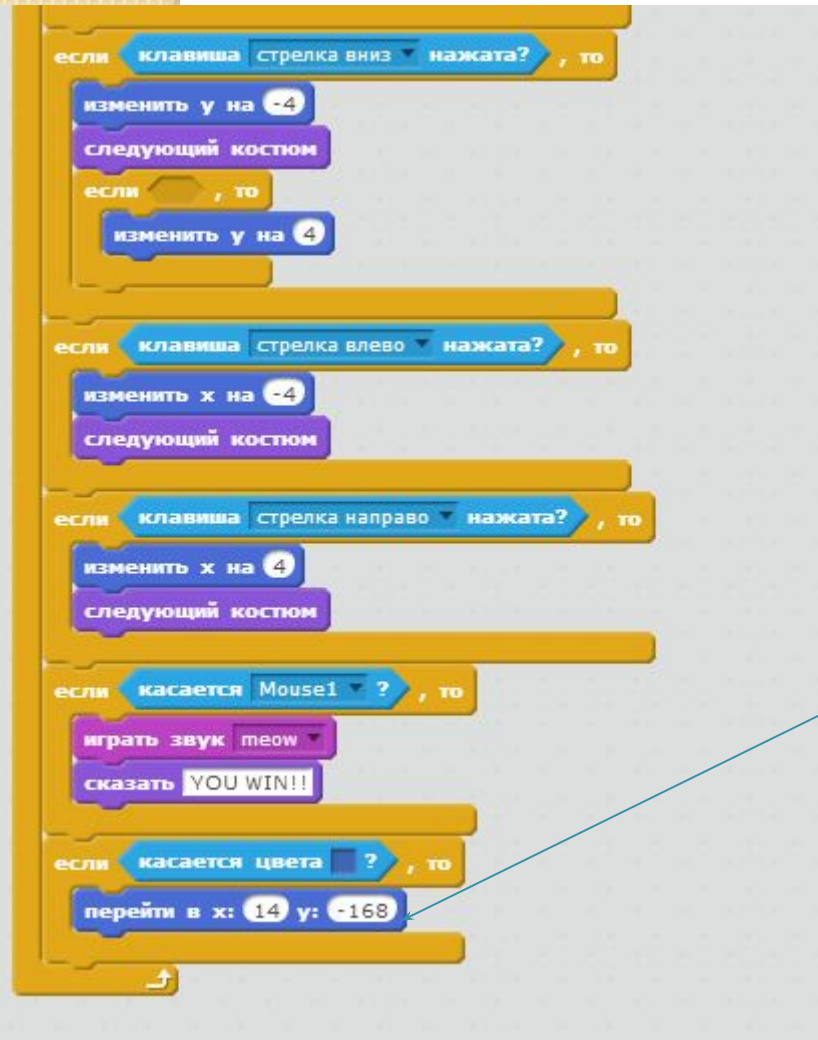 если клавиша стрелка вниз нажата? , то
изменить y на -4
следующий костюм
если , то
изменить y на 4
если клавиша стрелка влево нажата? , то
изменить x на -4
следующий костюм
если клавиша стрелка направо нажата? , то
изменить x на 4
следующий костюм
если касается Mouse1 ? , то
играть звук meow
сказать YOU WIN!!
если касается цвета ? , то
перейти в x: 14 y: -168